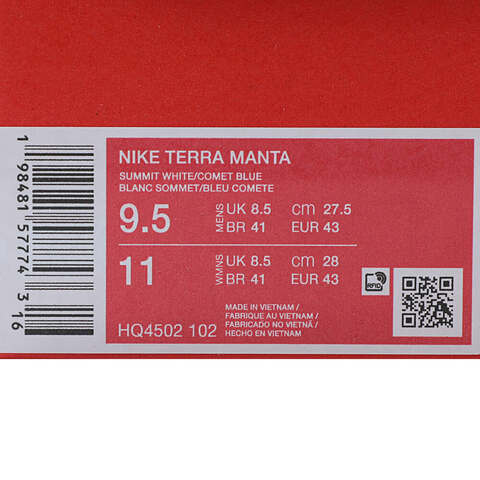 NIKE TERRA MANTA
SUMMIT WHITE/COMET BLUE
BLANC SOMMET/BLEU COMETE
9.5 MENS UK 8.5 cm 27.5
BR 41 EUR 43
11 WMNS UK 8.5 cm 28
BR 41 EUR 43
RFID
MADE IN VIETNAM/
FABRIQUE AU VIETNAM/
FABRICADO NO VIETNÃ/
HECHO EN VIETNAM
HQ4502 102
1 98481 57774 3 16